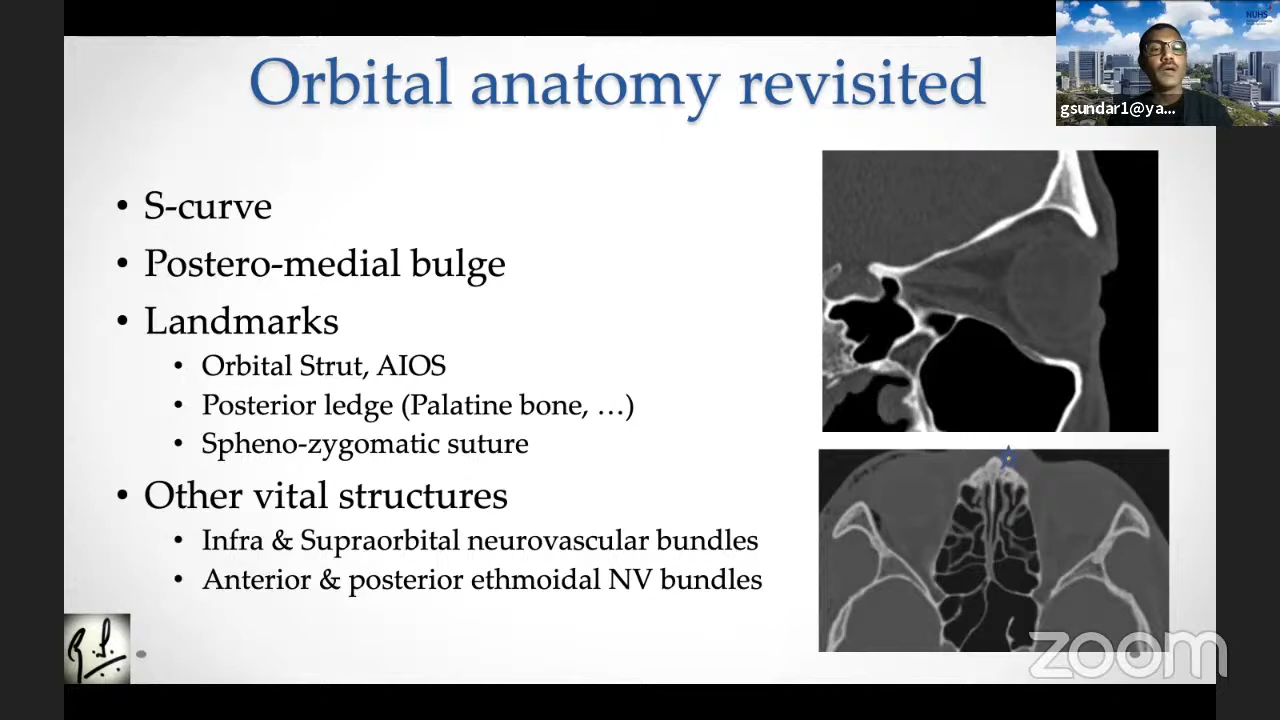 Orbital anatomy revisited
NUHS
gsundar1@ya...
• S-curve
• Postero-medial bulge
• Landmarks
• Orbital Strut, AIOS
• Posterior ledge (Palatine bone, …)
• Spheno-zygomatic suture
• Other vital structures
• Infra & Supraorbital neurovascular bundles
• Anterior & posterior ethmoidal NV bundles
zoom